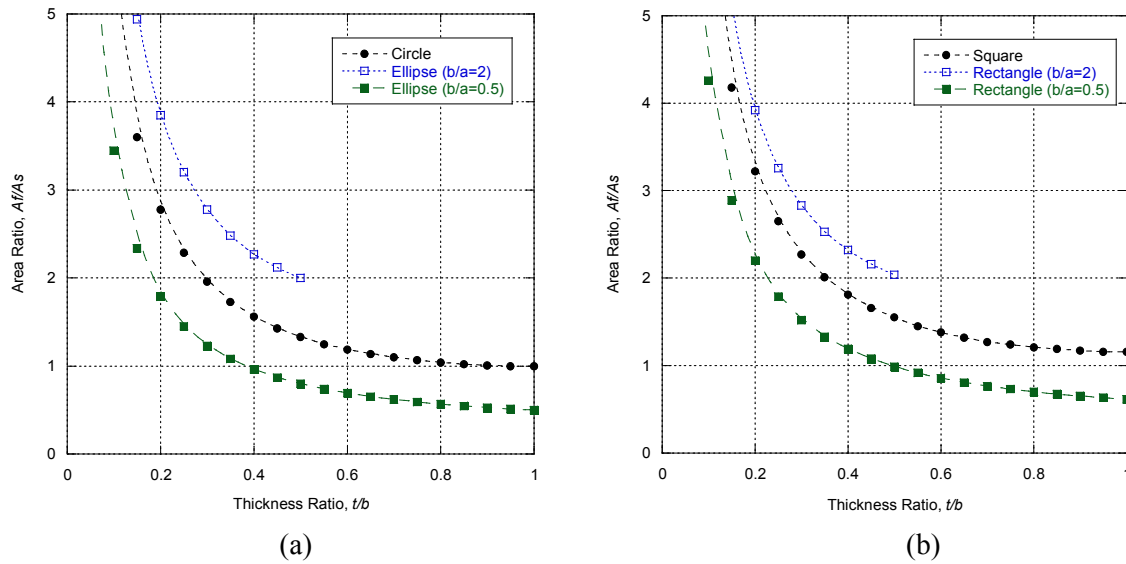 5
4
3
2
1
0
0
0.2
0.4
0.6
0.8
1
Area Ratio, Af/As
Thickness Ratio, t/b
Circle
Ellipse (b/a=2)
Ellipse (b/a=0.5)
(a)
5
4
3
2
1
0
0
0.2
0.4
0.6
0.8
1
Area Ratio, Af/As
Thickness Ratio, t/b
Square
Rectangle (b/a=2)
Rectangle (b/a=0.5)
(b)